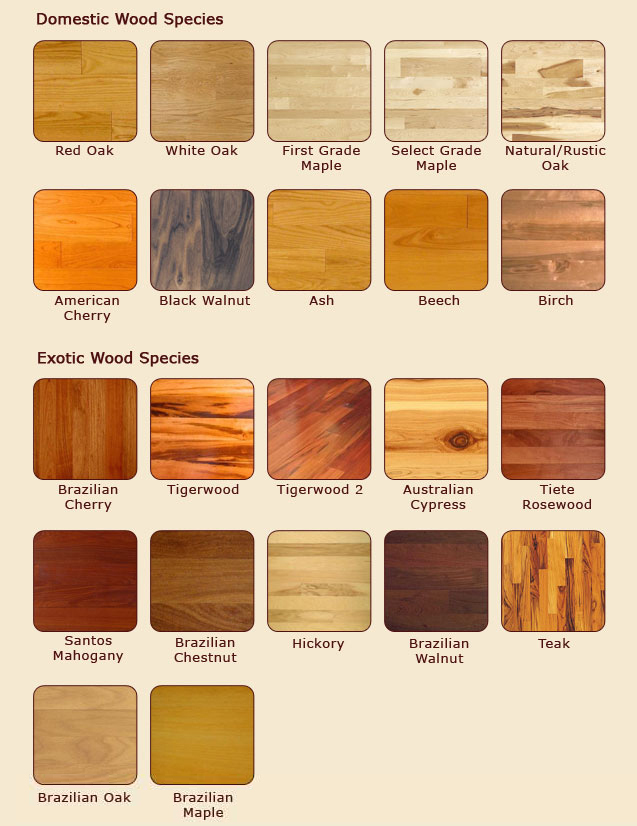 Domestic Wood Species
Red Oak
White Oak
First Grade
Maple
Select Grade
Maple
Natural/Rustic
Oak
American
Cherry
Black Walnut
Ash
Beech
Birch
Exotic Wood Species
Brazilian
Cherry
Tigerwood
Tigerwood 2
Australian
Cypress
Tiete
Rosewood
Santos
Mahogany
Brazilian
Chestnut
Hickory
Brazilian
Walnut
Teak
Brazilian Oak
Brazilian
Maple